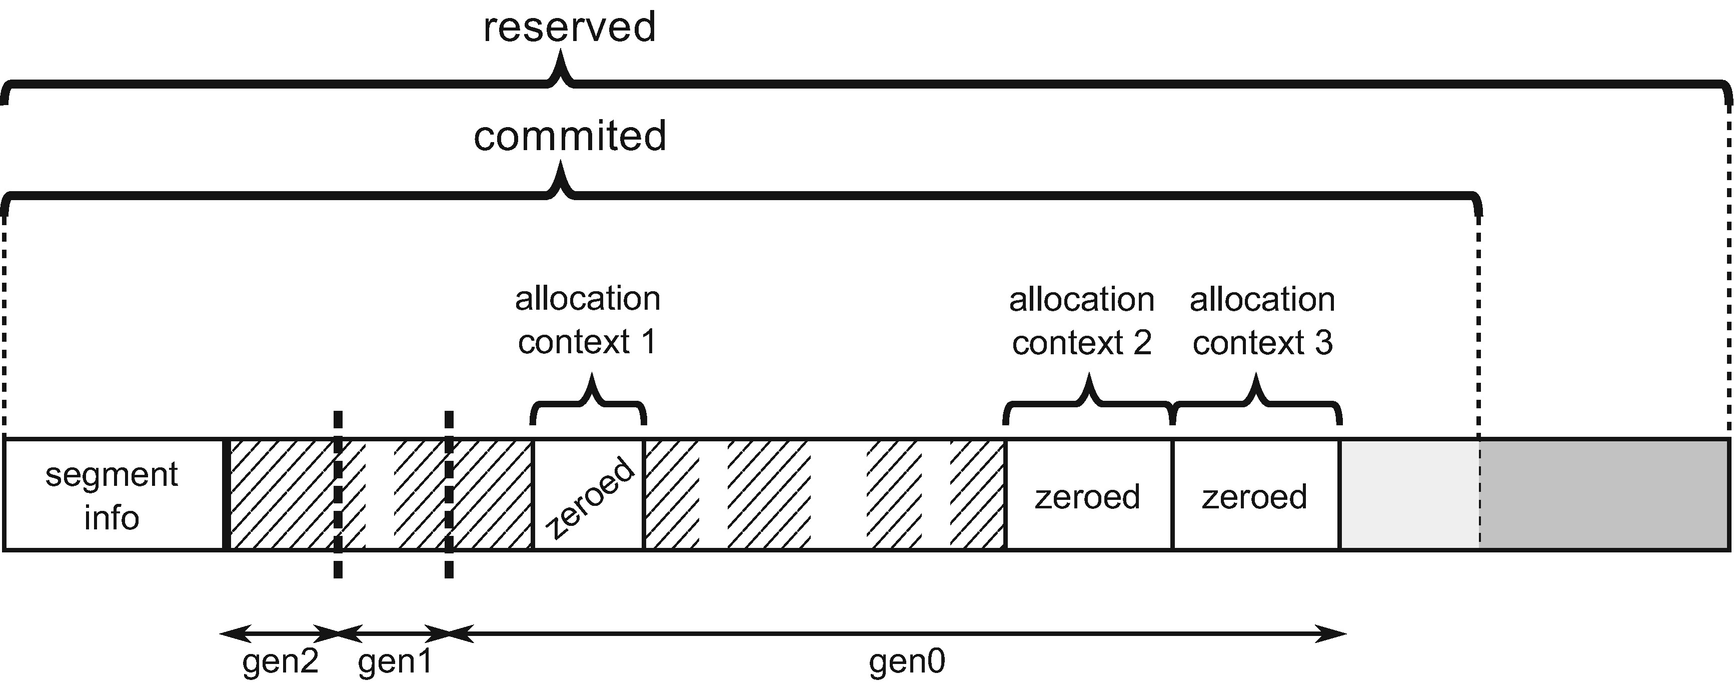 reserved
commited
allocation
context 1
allocation
context 2
allocation
context 3
segment
info
zeroed
zeroed
zeroed
gen2
gen1
gen0